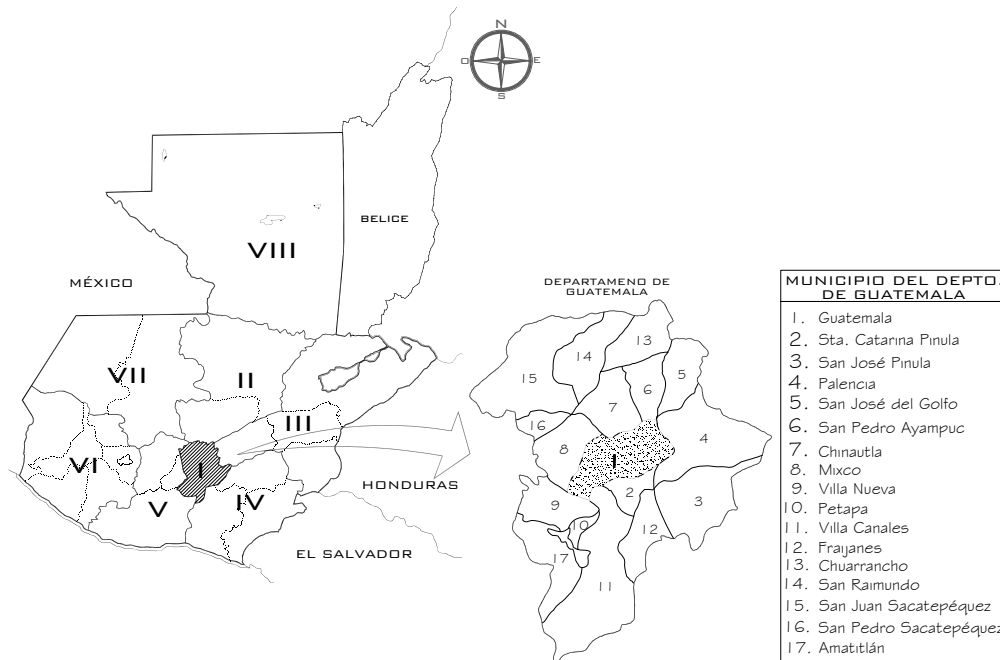 N
O
E
S
BELICE
VIII
MÉXICO
VII
II
III
VI
I
V
IV
HONDURAS
EL SALVADOR
DEPARTAMENO DE
GUATEMALA
13
14
15
5
6
7
16
4
8
I
2
9
3
10
12
17
11
MUNICIPIO DEL DEPTO.
DE GUATEMALA
1. Guatemala
2. Sta. Catarina Pinula
3. San José Pinula
4. Palencia
5. San José del Golfo
6. San Pedro Ayampuc
7. Chinautla
8. Mixco
9. Villa Nueva
10. Petapa
11. Villa Canales
12. Fraijanes
13. Chuarrancho
14. San Raimundo
15. San Juan Sacatepéquez
16. San Pedro Sacatepéquez
17. Amatitlán